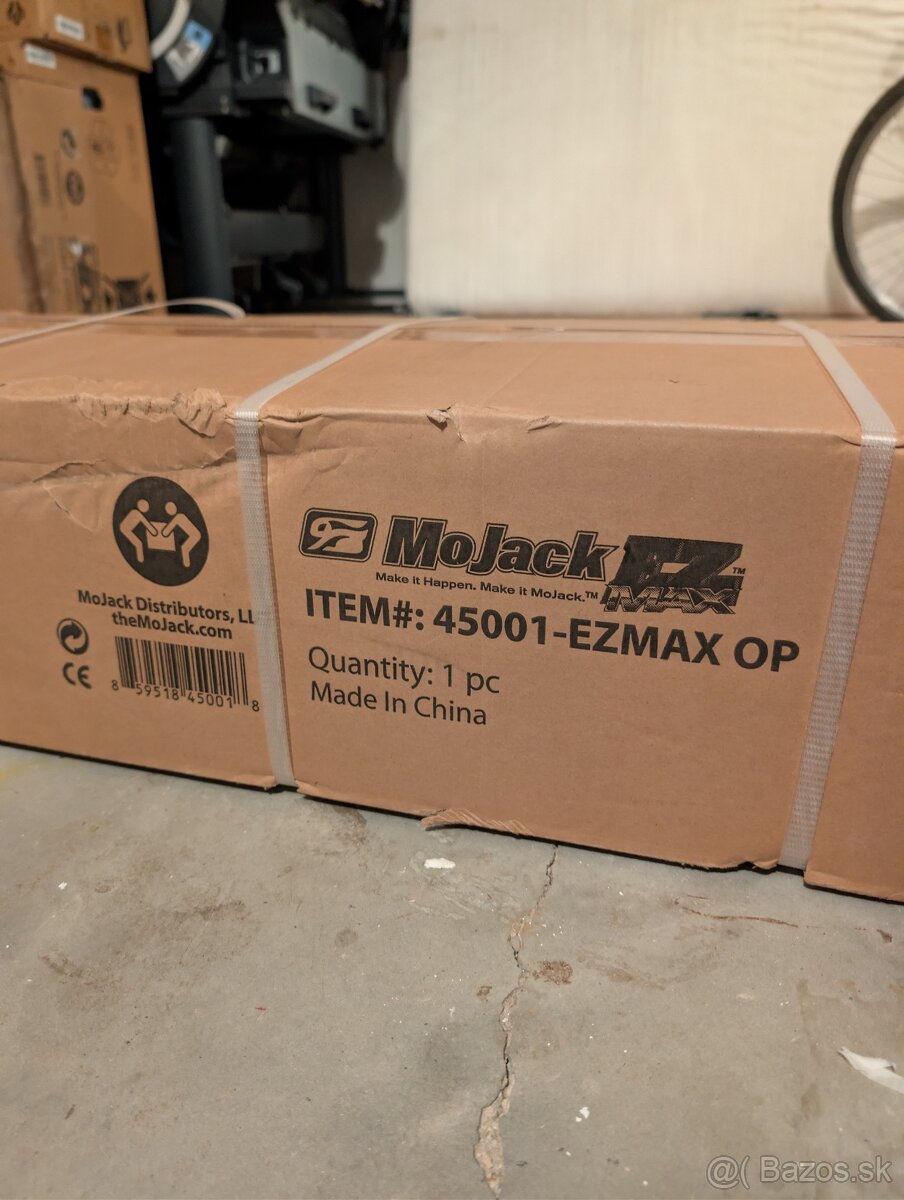 MoJack EZ™
Make it Happen. Make it MoJack.™ MAX
ITEM#: 45001-EZMAX OP
Quantity: 1 pc
Made In China
MoJack Distributors, LL
theMoJack.com
CE
8 59518 45001 8
@( Bazos.sk